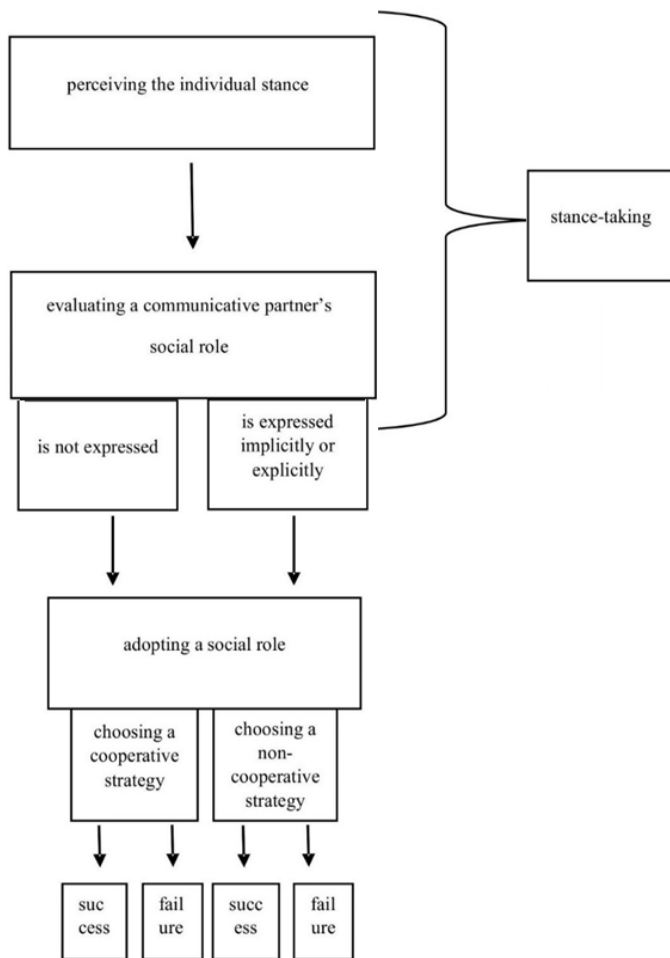 perceiving the individual stance
stance-taking
evaluating a communicative partner's
social role
is not expressed
is expressed
implicitly or
explicitly
adopting a social role
choosing a
cooperative
strategy
choosing a
non-
cooperative
strategy
suc
cess
fail
ure
succ
ess
fail
ure